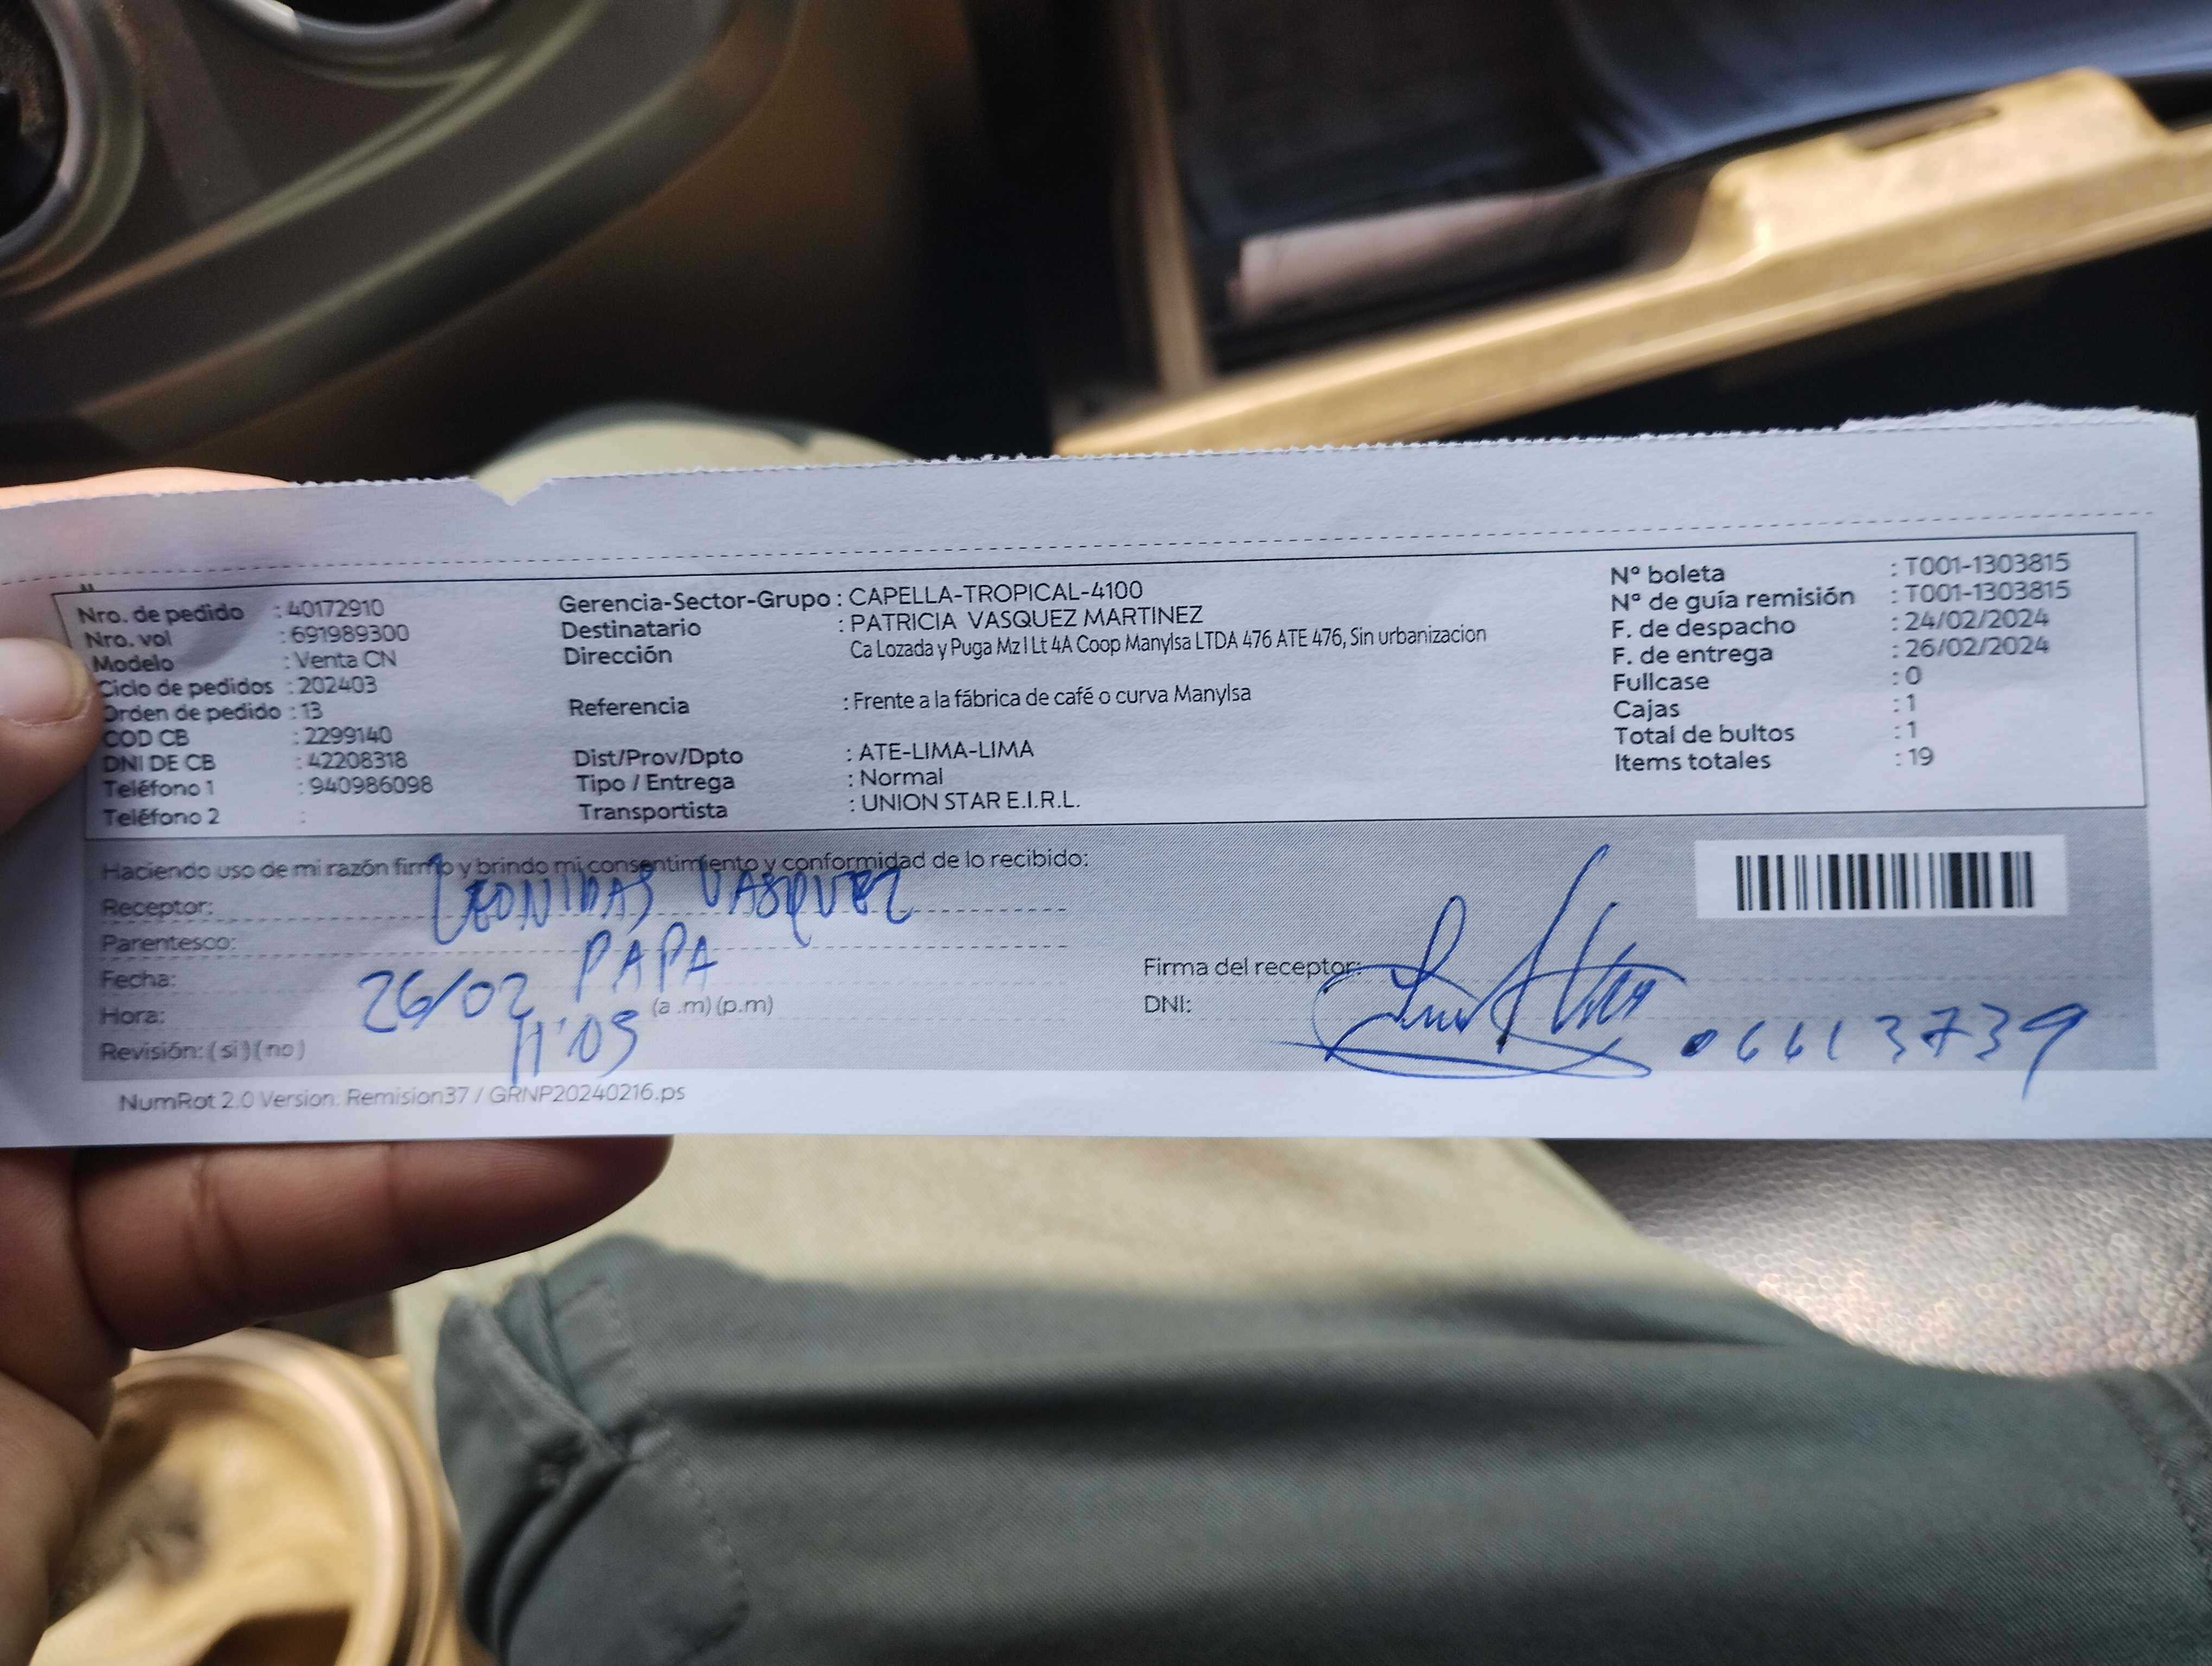 Nro. de pedido : 40172910
Nro. vol : 691989300
Modelo : Venta CN
Ciclo de pedidos : 202403
Orden de pedido : 13
COD CB : 2299140
DNI DE CB : 42208318
Teléfono 1 : 940986098
Teléfono 2 :
Gerencia-Sector-Grupo : CAPELLA-TROPICAL-4100
Destinatario : PATRICIA VASQUEZ MARTINEZ
Dirección Ca Lozada y Puga Mz I Lt 4A Coop Manylsa LTDA 476 ATE 476, Sin urbanizacion
Referencia : Frente a la fábrica de café o curva Manylsa
Dist/Prov/Dpto : ATE-LIMA-LIMA
Tipo / Entrega : Normal
Transportista : UNION STAR E.I.R.L.
N° boleta : T001-1303815
N° de guía remisión : T001-1303815
F. de despacho : 24/02/2024
F. de entrega : 26/02/2024
Fullcase : 0
Cajas : 1
Total de bultos : 1
Items totales : 19
Haciendo uso de mi razón firmo y brindo mi consentimiento y conformidad de lo recibido:
Receptor: LEONIDAS VASQUEZ
Parentesco: PAPA
Fecha: 26/02
Hora: 11:05 (a .m) (p.m)
Revisión: ( si ) ( no )
Firma del receptor:
DNI: 06613739
NumRot 2.0 Version: Remision37 / GRNP20240216.ps